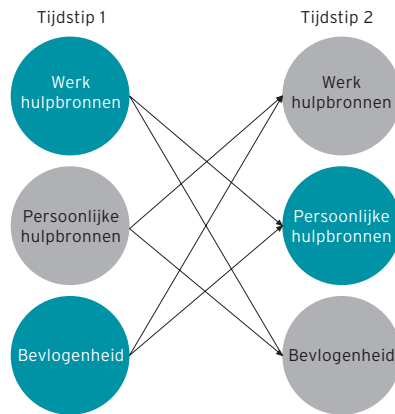 Tijdstip 1
Tijdstip 2
Werk
hulpbronnen
Werk
hulpbronnen
Persoonlijke
hulpbronnen
Persoonlijke
hulpbronnen
Bevlogenheid
Bevlogenheid